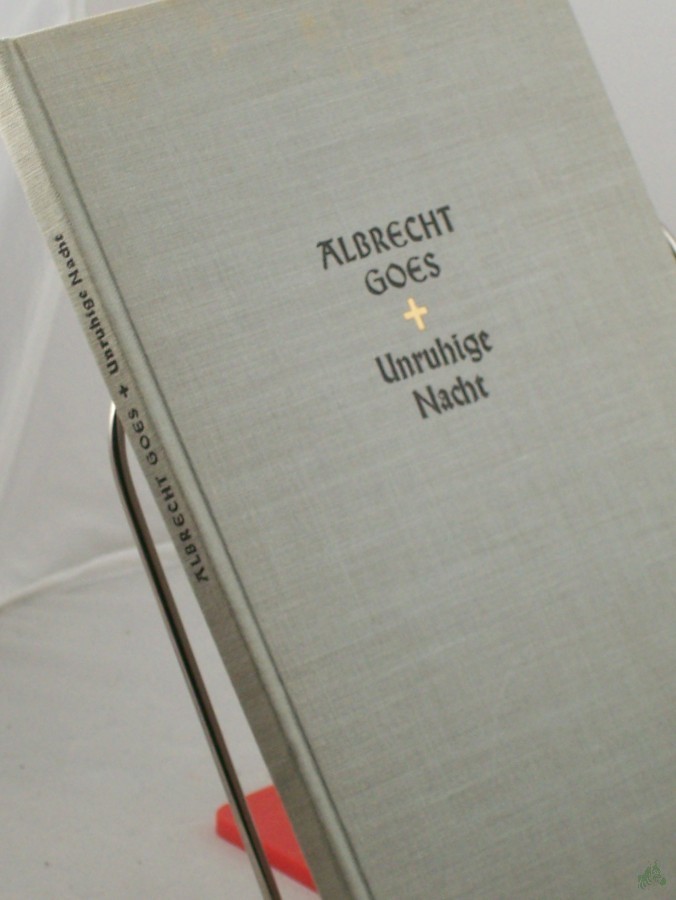 ALBRECHT
GOES
+
Unruhige
Nacht
ALBRECHT GOES + Unruhige Nacht